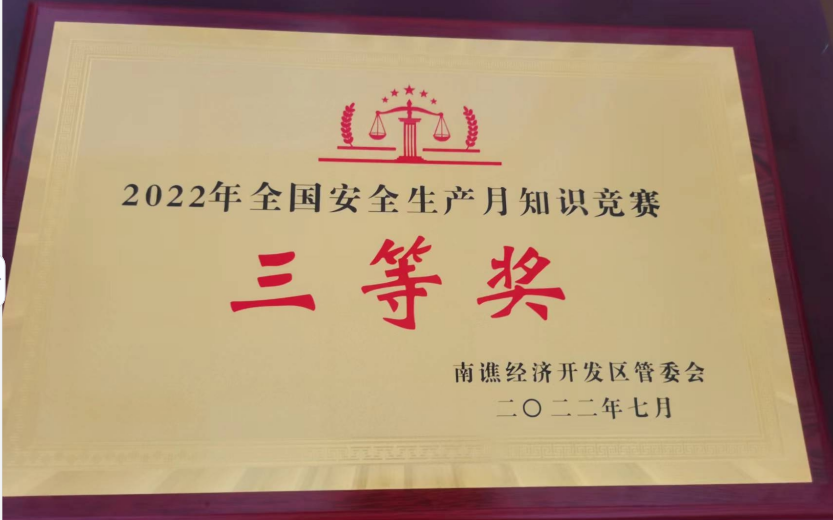 2022年全国安全生产月知识竞赛
三等奖
南谯经济开发区管委会
二〇二二年七月